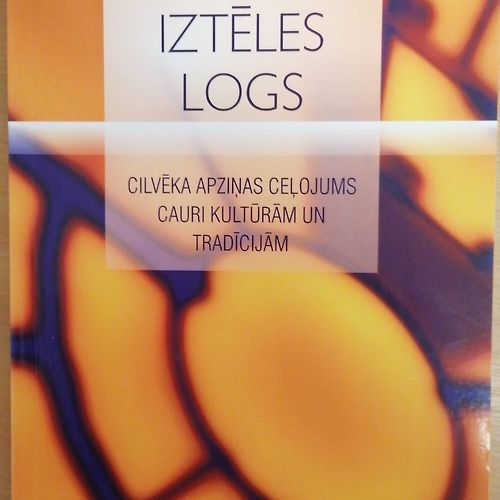 IZTĒLES
LOGS
CILVĒKA APZIŅAS CEĻOJUMS
CAURI KULTŪRĀM UN
TRADĪCIJĀM